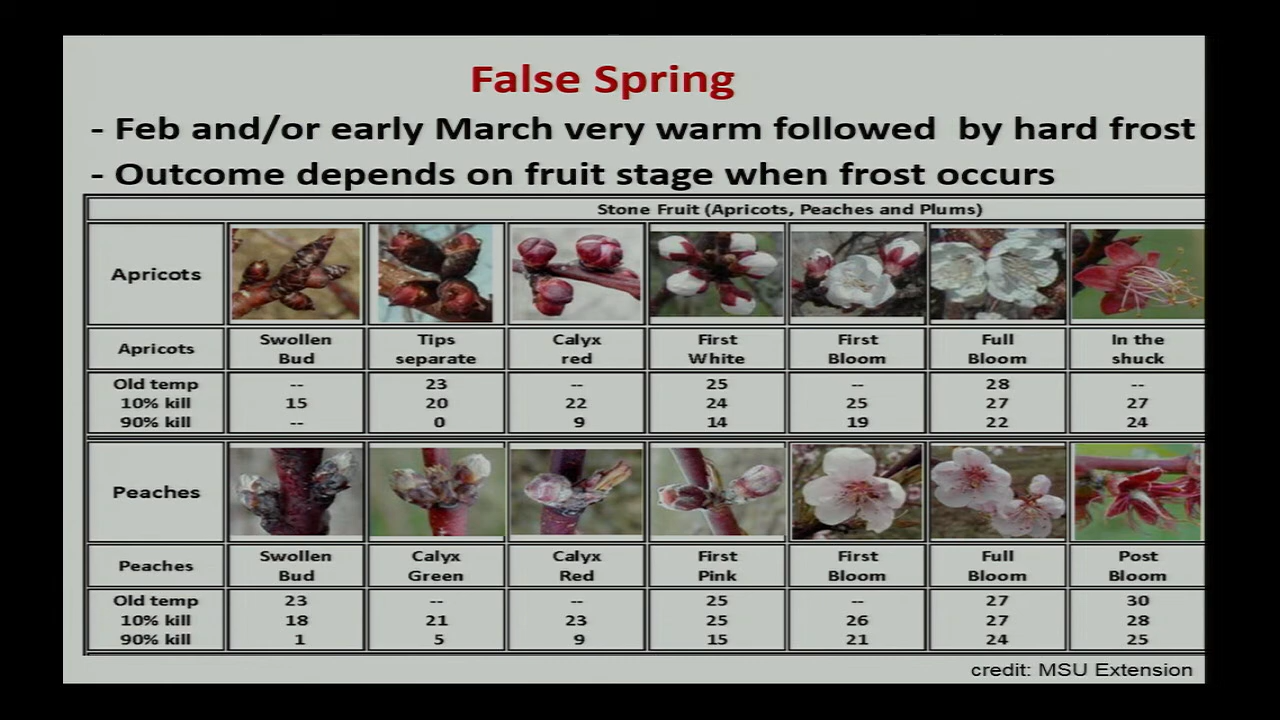 False Spring
- Feb and/or early March very warm followed by hard frost
- Outcome depends on fruit stage when frost occurs
Stone Fruit (Apricots, Peaches and Plums)
Apricots
Apricots Swollen Bud Tips separate Calyx red First White First Bloom Full Bloom In the shuck
Old temp -- 23 -- 25 -- 28 --
10% kill 15 20 22 24 25 27 27
90% kill -- 0 9 14 19 22 24
Peaches
Peaches Swollen Bud Calyx Green Calyx Red First Pink First Bloom Full Bloom Post Bloom
Old temp 23 -- -- 25 -- 27 30
10% kill 18 21 23 25 26 27 28
90% kill 1 5 9 15 21 24 25
credit: MSU Extension